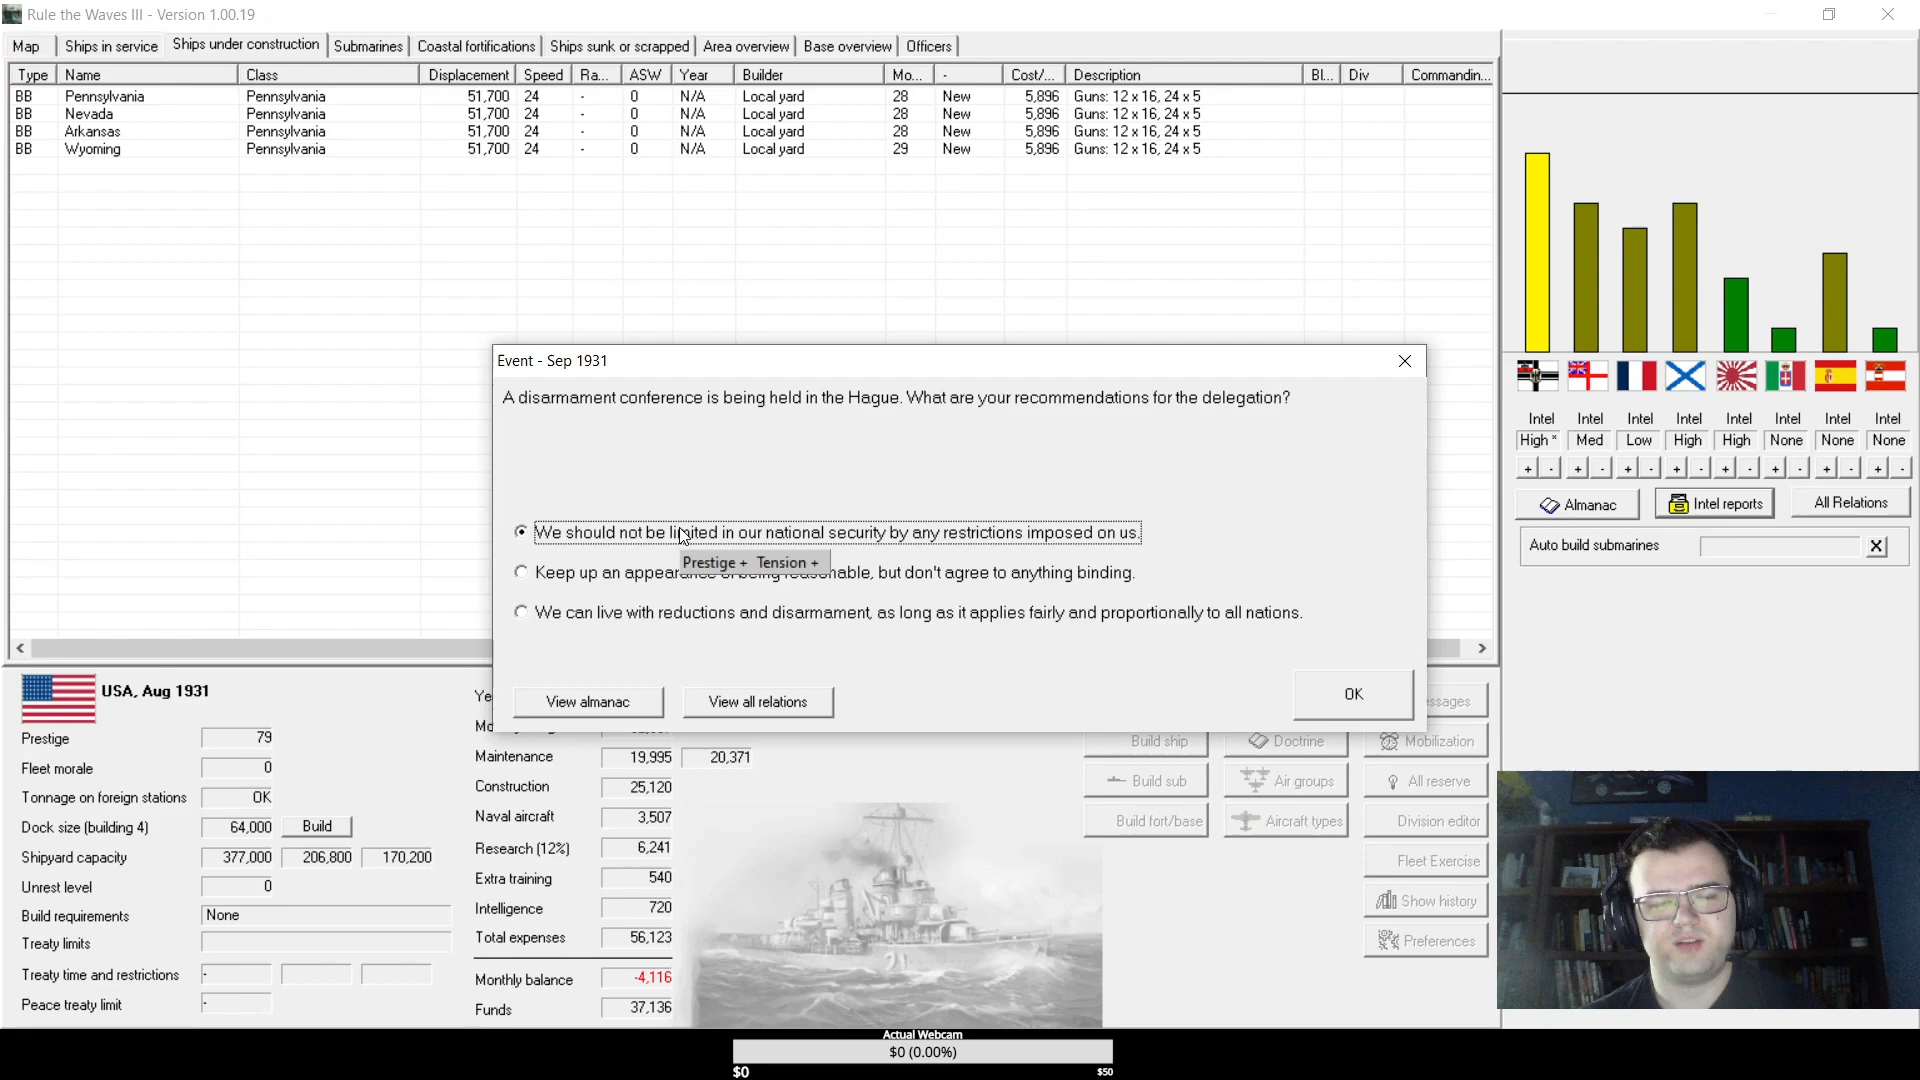 Rule the Waves III - Version 1.00.19
Map Ships in service Ships under construction Submarines Coastal fortifications Ships sunk or scrapped Area overview Base overview Officers
Type Name Class Displacement Speed Ra... ASW Year Builder Mo... - Cost/... Description Bl... Div Commandin...
BB Pennsylvania Pennsylvania 51,700 24 - 0 N/A Local yard 28 New 5,896 Guns: 12 x 16, 24 x 5
BB Nevada Pennsylvania 51,700 24 - 0 N/A Local yard 28 New 5,896 Guns: 12 x 16, 24 x 5
BB Arkansas Pennsylvania 51,700 24 - 0 N/A Local yard 28 New 5,896 Guns: 12 x 16, 24 x 5
BB Wyoming Pennsylvania 51,700 24 - 0 N/A Local yard 29 New 5,896 Guns: 12 x 16, 24 x 5
Event - Sep 1931
A disarmament conference is being held in the Hague. What are your recommendations for the delegation?
We should not be limited in our national security by any restrictions imposed on us.
Prestige + Tension +
Keep up an appearance of being reasonable, but don't agree to anything binding.
We can live with reductions and disarmament, as long as it applies fairly and proportionally to all nations.
View almanac View all relations OK
Intel Intel Intel Intel Intel Intel Intel Intel
High * Med Low High High None None None
+ - + - + - + - + - + - + - + -
Almanac Intel reports All Relations
Auto build submarines X
USA, Aug 1931
Prestige 79
Fleet morale 0
Tonnage on foreign stations OK
Dock size (building 4) 64,000 Build
Shipyard capacity 377,000 206,800 170,200
Unrest level 0
Build requirements None
Treaty limits
Treaty time and restrictions -
Peace treaty limit -
Ye
Mo
Maintenance 19,995 20,371
Construction 25,120
Naval aircraft 3,507
Research (12%) 6,241
Extra training 540
Intelligence 720
Total expenses 56,123
Monthly balance -4,116
Funds 37,136
ssages
Build ship Doctrine Mobilization
Build sub Air groups All reserve
Build fort/base Aircraft types Division editor
Fleet Exercise
Show history
Preferences
Actual Webcam
$0 (0.00%)
$0 $50